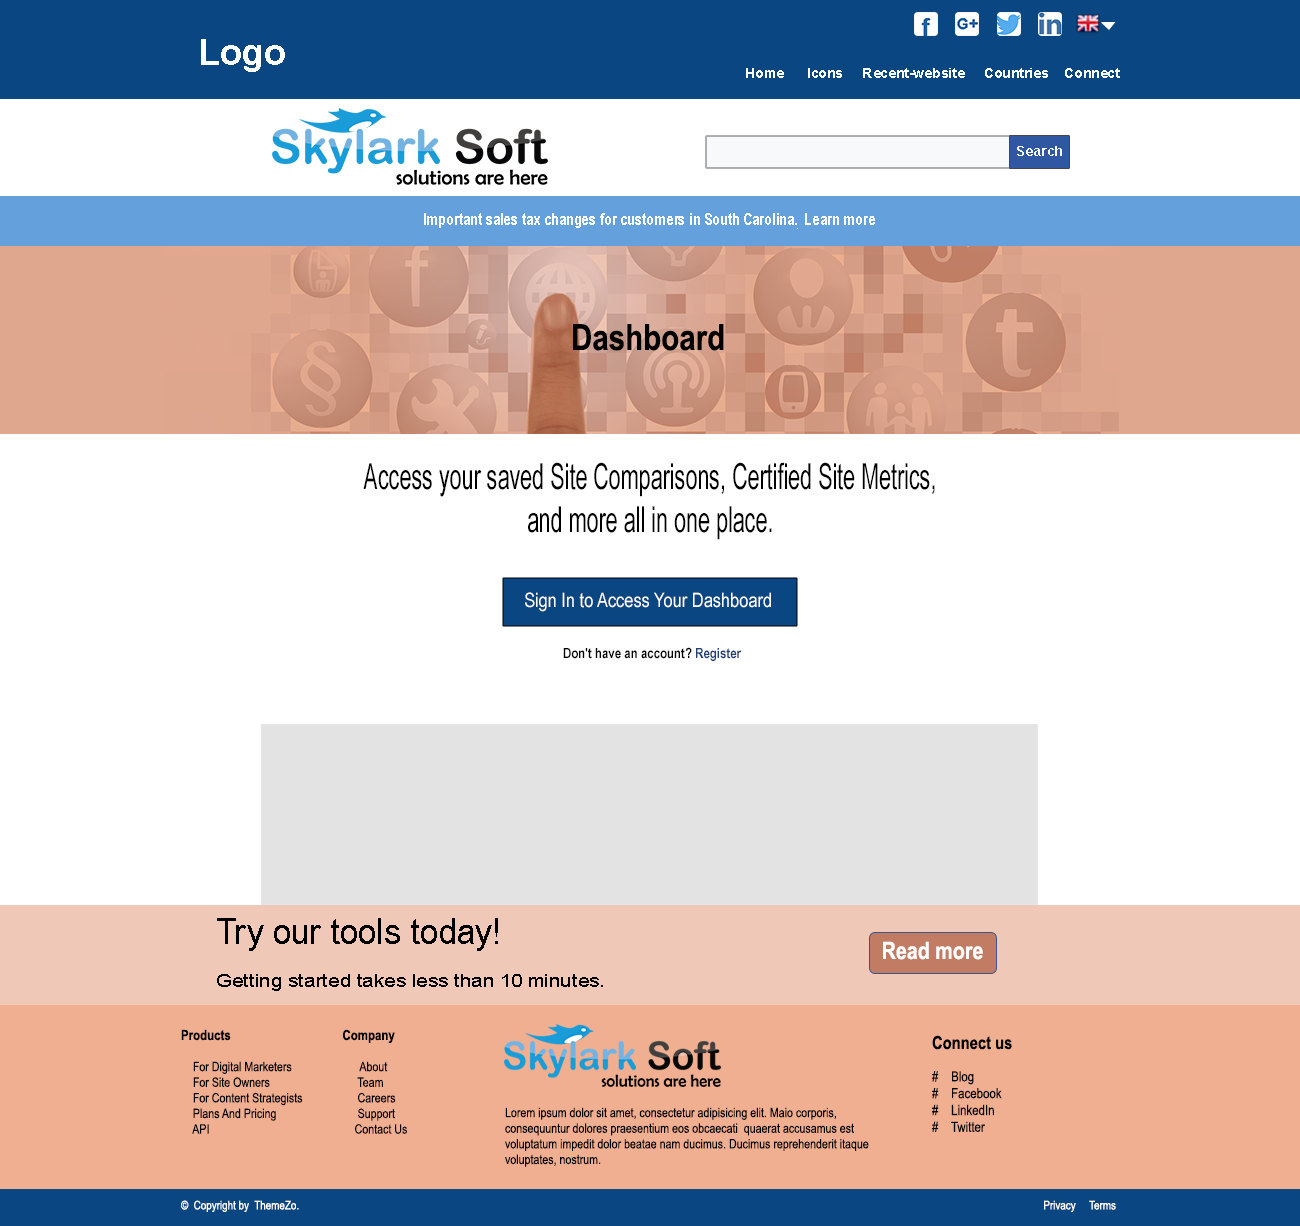 Logo
Home Icons Recent-website Countries Connect
Skylark Soft
solutions are here
Search
Important sales tax changes for customers in South Carolina. Learn more
Dashboard
Access your saved Site Comparisons, Certified Site Metrics,
and more all in one place.
Sign In to Access Your Dashboard
Don't have an account? Register
Try our tools today!
Getting started takes less than 10 minutes.
Read more
Products
For Digital Marketers
For Site Owners
For Content Strategists
Plans And Pricing
API
Company
About
Team
Careers
Support
Contact Us
Skylark Soft
solutions are here
Lorem ipsum dolor sit amet, consectetur adipisicing elit. Maio corporis,
consequuntur dolores praesentium eos obcaecati quaerat accusamus est
voluptatum impedit dolor beatae nam ducimus. Ducimus reprehenderit itaque
voluptates, nostrum.
Connect us
# Blog
# Facebook
# LinkedIn
# Twitter
© Copyright by ThemeZo.
Privacy Terms